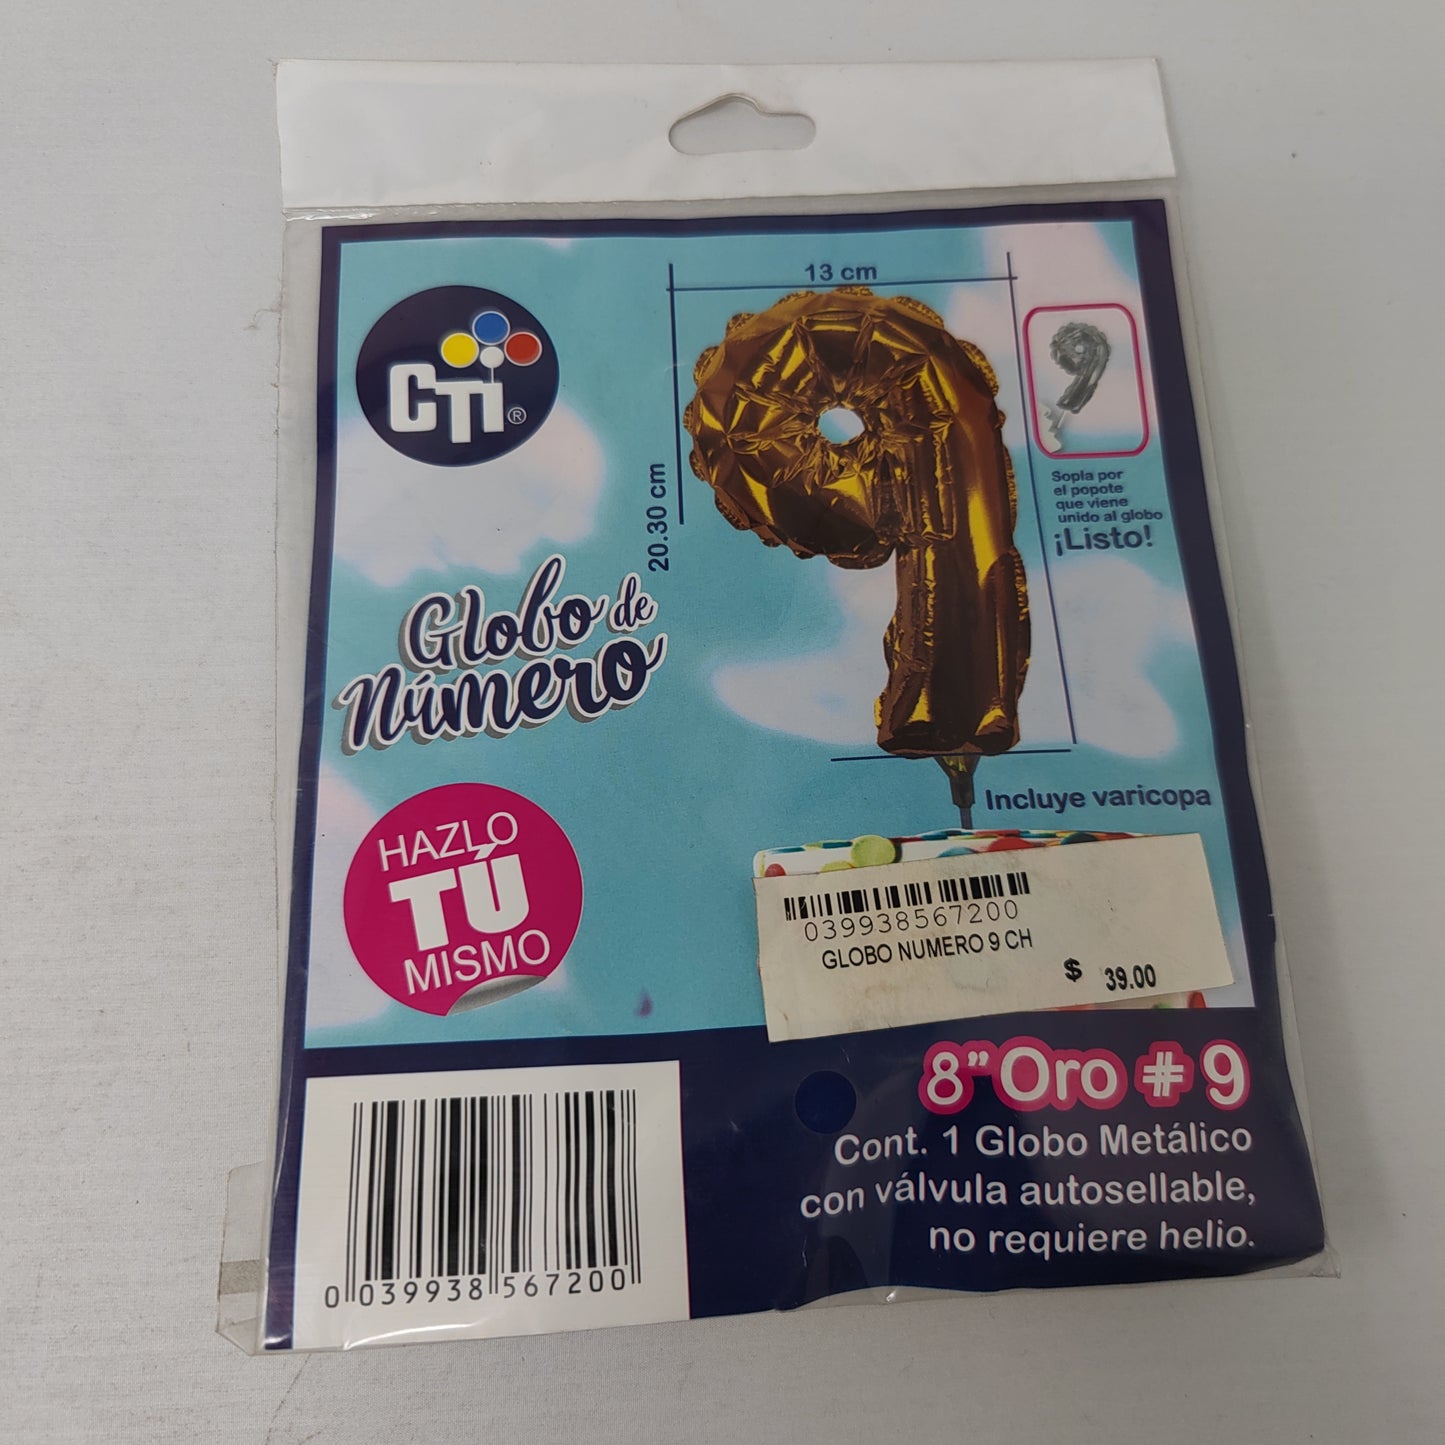 13 cm
CTI®
20.30 cm
Sopla por
el popote
que viene
unido al globo
¡Listo!
Globo de
Número
Incluye varicopa
HAZLO
TÚ
MISMO
039938567200
GLOBO NUMERO 9 CH
$ 39.00
8" Oro # 9
Cont. 1 Globo Metálico
con válvula autosellable,
no requiere helio.
0 039938 567200